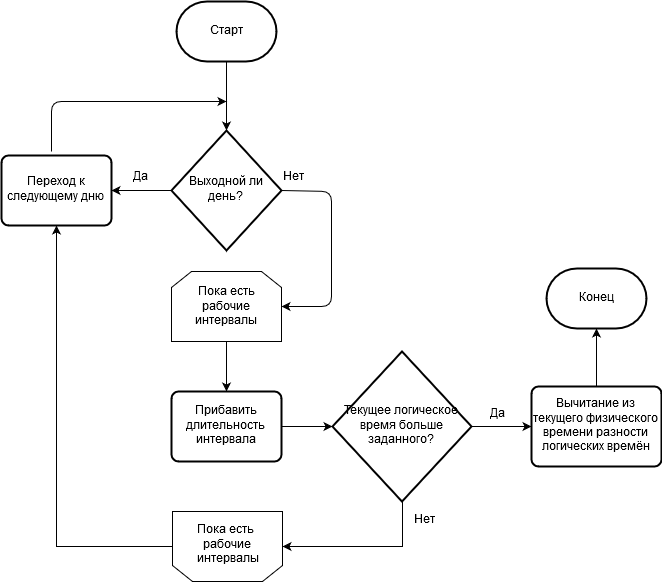 Старт
Переход к
следующему дню
Да
Выходной ли
день?
Нет
Пока есть
рабочие
интервалы
Конец
Прибавить
длительность
интервала
Текущее логическое
время больше
заданного?
Да
Вычитание из
текущего физического
времени разности
логических времён
Нет
Пока есть
рабочие
интервалы